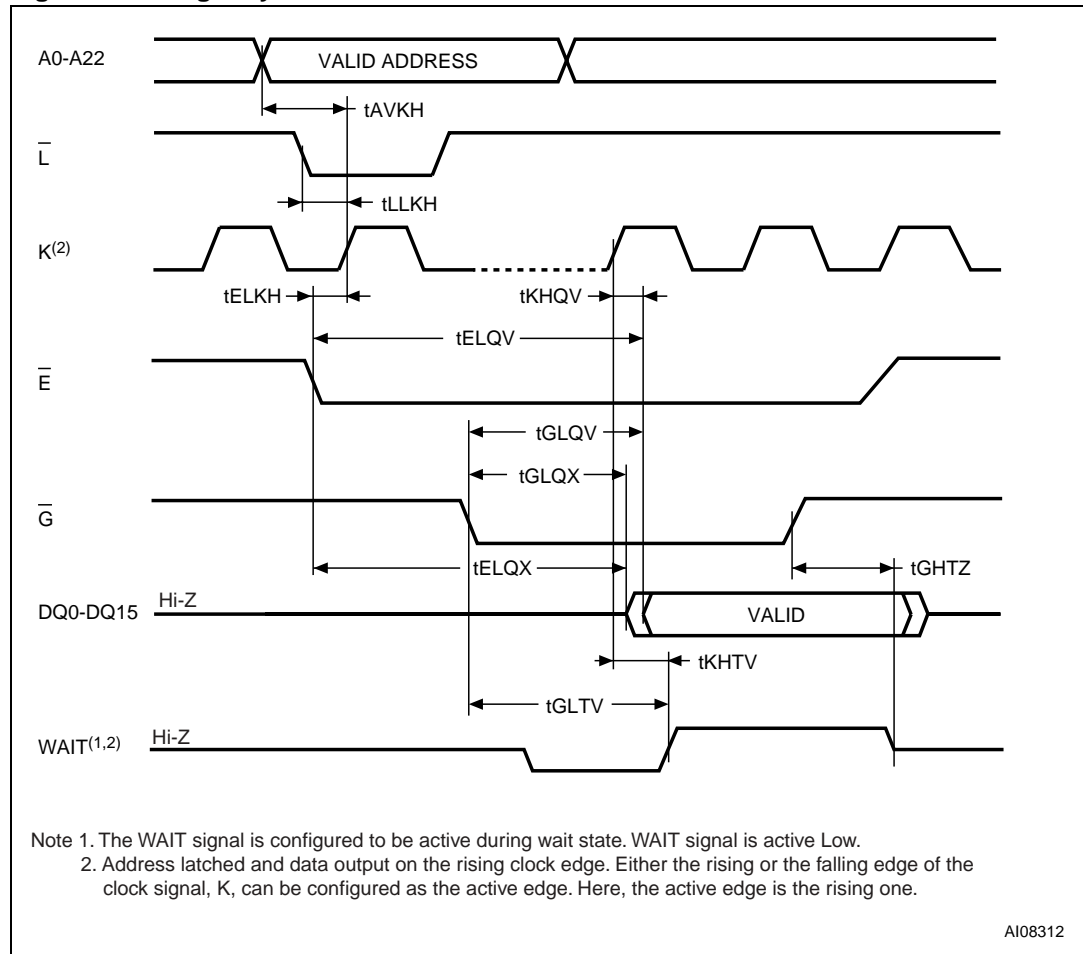 A0-A22
VALID ADDRESS
tAVKH
L
tLLKH
K(2)
tELKH
tKHQV
tELQV
E
tGLQV
tGLQX
G
tELQX
tGHTZ
DQ0-DQ15
Hi-Z
VALID
tKHTV
tGLTV
WAIT(1,2)
Hi-Z
Note 1. The WAIT signal is configured to be active during wait state. WAIT signal is active Low.
2. Address latched and data output on the rising clock edge. Either the rising or the falling edge of the
clock signal, K, can be configured as the active edge. Here, the active edge is the rising one.
AI08312